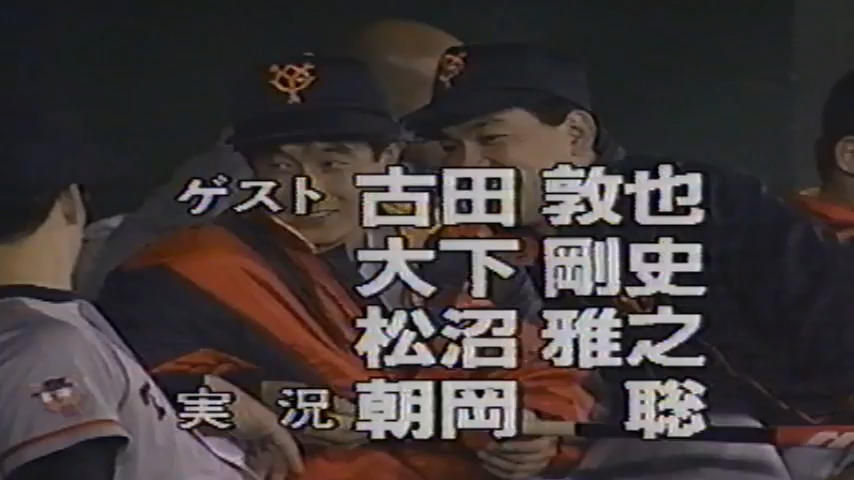 ゲスト 古田 敦也
大下 剛史
松沼 雅之
実況 朝岡 聡